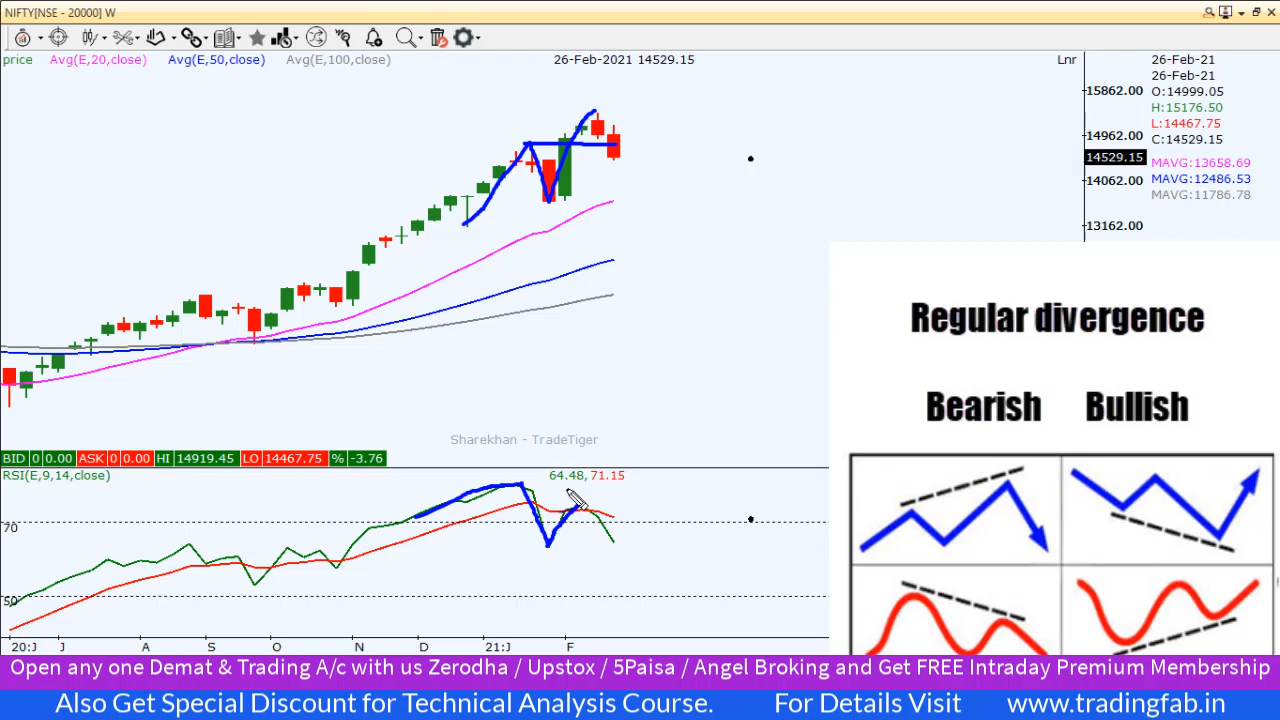 NIFTY[NSE - 20000] W
price Avg(E,20,close) Avg(E,50,close) Avg(E,100,close) 26-Feb-2021 14529.15 Lnr
26-Feb-21
26-Feb-21
O:14999.05
H:15176.50
L:14467.75
C:14529.15
MAVG:13658.69
MAVG:12486.53
MAVG:11786.78
15862.00
14962.00
14529.15
14062.00
13162.00
Regular divergence
Bearish Bullish
Sharekhan - TradeTiger
BID 0 0.00 ASK 0 0.00 HI 14919.45 LO 14467.75 % -3.76
RSI(E,9,14,close) 64.48, 71.15
70
50
20:J J A S O N D 21:J F
Open any one Demat & Trading A/c with us Zerodha / Upstox / 5Paisa / Angel Broking and Get FREE Intraday Premium Membership
Also Get Special Discount for Technical Analysis Course. For Details Visit www.tradingfab.in